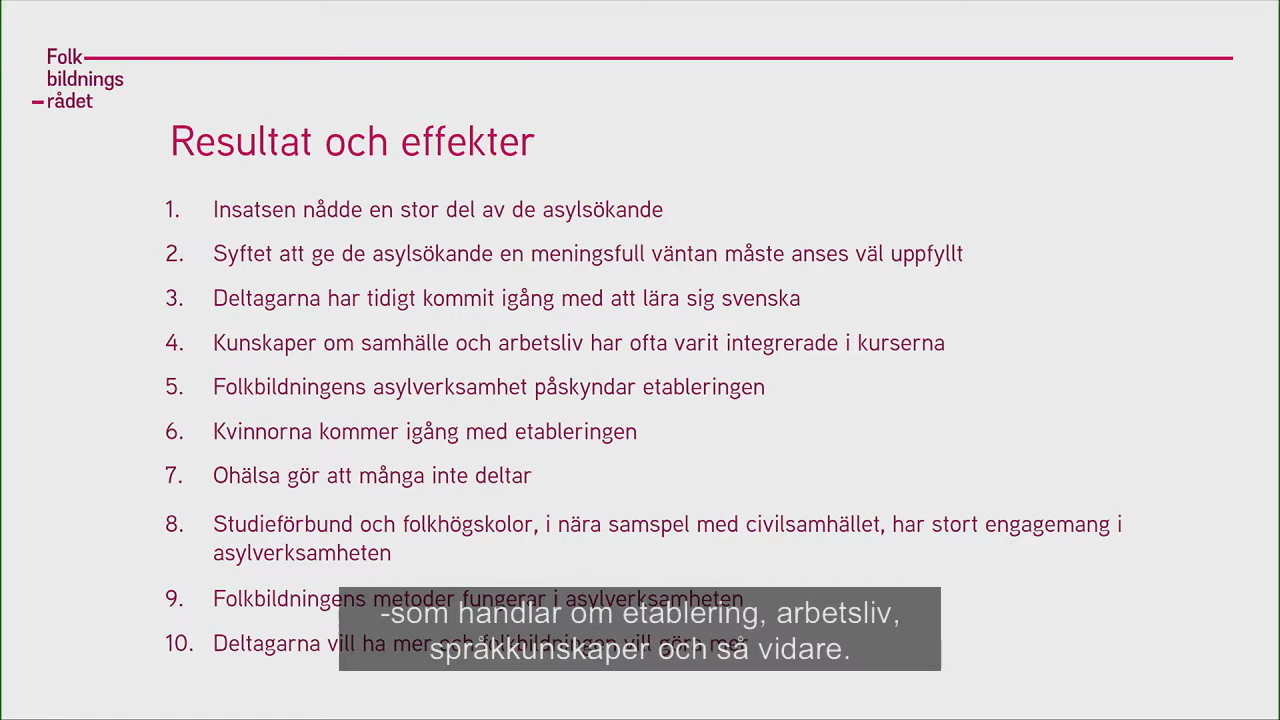 Folk
bildnings
rådet
Resultat och effekter
1. Insatsen nådde en stor del av de asylsökande
2. Syftet att ge de asylsökande en meningsfull väntan måste anses väl uppfyllt
3. Deltagarna har tidigt kommit igång med att lära sig svenska
4. Kunskaper om samhälle och arbetsliv har ofta varit integrerade i kurserna
5. Folkbildningens asylverksamhet påskyndar etableringen
6. Kvinnorna kommer igång med etableringen
7. Ohälsa gör att många inte deltar
8. Studieförbund och folkhögskolor, i nära samspel med civilsamhället, har stort engagemang i
asylverksamheten
9. Folkbildningens metoder fungerar i asylverksamheten
10. Deltagarna vill ha mer och folkbildningen vill göra mer
-som handlar om etablering, arbetsliv,
språkkunskaper och så vidare.